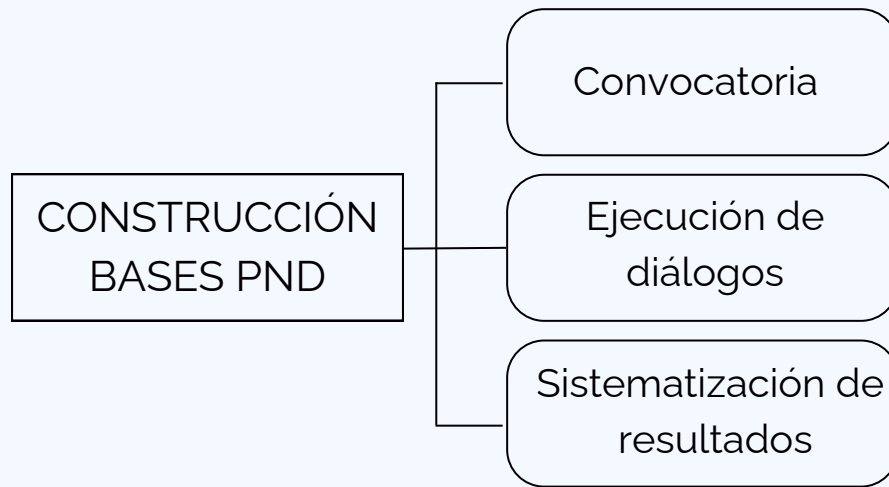 Convocatoria
CONSTRUCCIÓN
BASES PND
Ejecución de
diálogos
Sistematización de
resultados